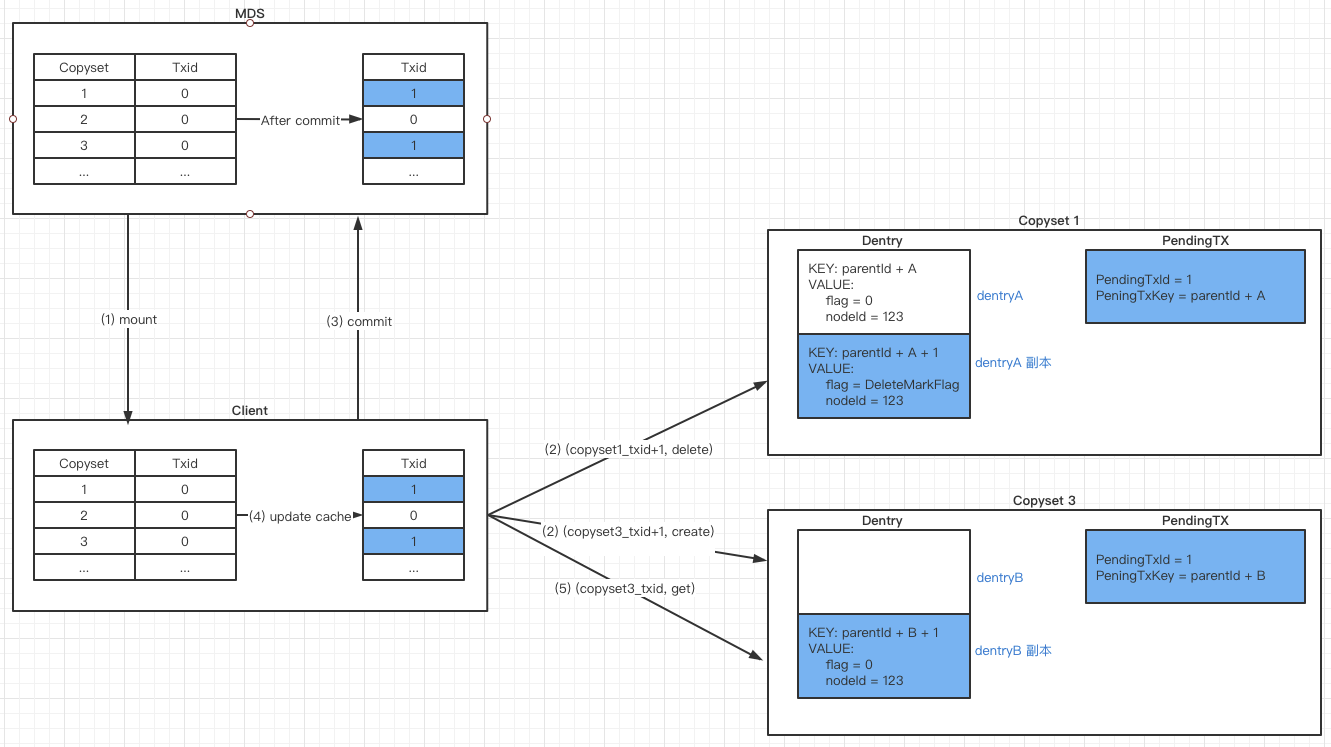 MDS
Copyset Txid
1 0
2 0
3 0
... ...
After commit
Txid
1
0
1
...
(1) mount
(3) commit
Client
Copyset Txid
1 0
2 0
3 0
... ...
(4) update cache
Txid
1
0
1
...
(2) (copyset1_txid+1, delete)
(2) (copyset3_txid+1, create)
(5) (copyset3_txid, get)
Copyset 1
Dentry
KEY: parentId + A
VALUE:
flag = 0
nodeId = 123
dentryA
KEY: parentId + A + 1
VALUE:
flag = DeleteMarkFlag
nodeId = 123
dentryA 副本
PendingTX
PendingTxId = 1
PeningTxKey = parentId + A
Copyset 3
Dentry
dentryB
KEY: parentId + B + 1
VALUE:
flag = 0
nodeId = 123
dentryB 副本
PendingTX
PendingTxId = 1
PeningTxKey = parentId + B